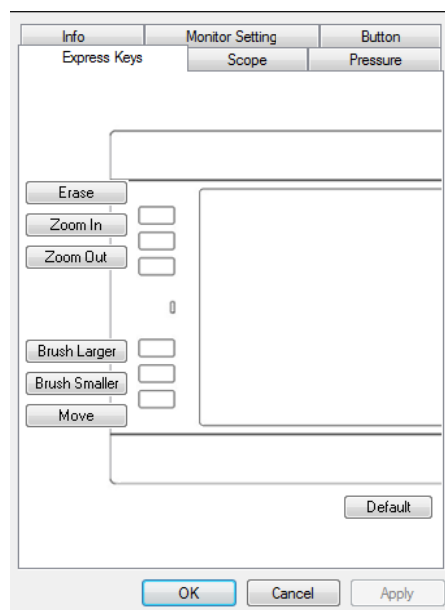 Info Monitor Setting Button
Express Keys Scope Pressure
Erase
Zoom In
Zoom Out
Brush Larger
Brush Smaller
Move
Default
OK Cancel Apply